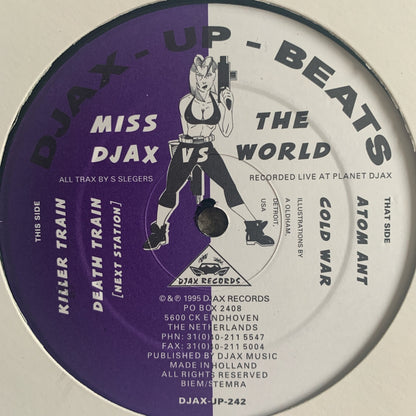 DJAX-UP-BEATS
MISS
DJAX VS
THE
WORLD
ALL TRAX BY S SLEGERS
RECORDED LIVE AT PLANET DJAX
THIS SIDE
KILLER TRAIN
DEATH TRAIN
[NEXT STATION]
THAT SIDE
ATOM ANT
COLD WAR
ILLUSTRATIONS BY
A OLDHAM,
DETROIT,
USA
DJAX RECORDS
© & ℗ 1995 DJAX RECORDS
PO BOX 2408
5600 CK EINDHOVEN
THE NETHERLANDS
PHN: 31(0)40-211 5547
FAX: 31(0)40-211 5004
PUBLISHED BY DJAX MUSIC
MADE IN HOLLAND
ALL RIGHTS RESERVED
BIEM/STEMRA
DJAX-UP-242